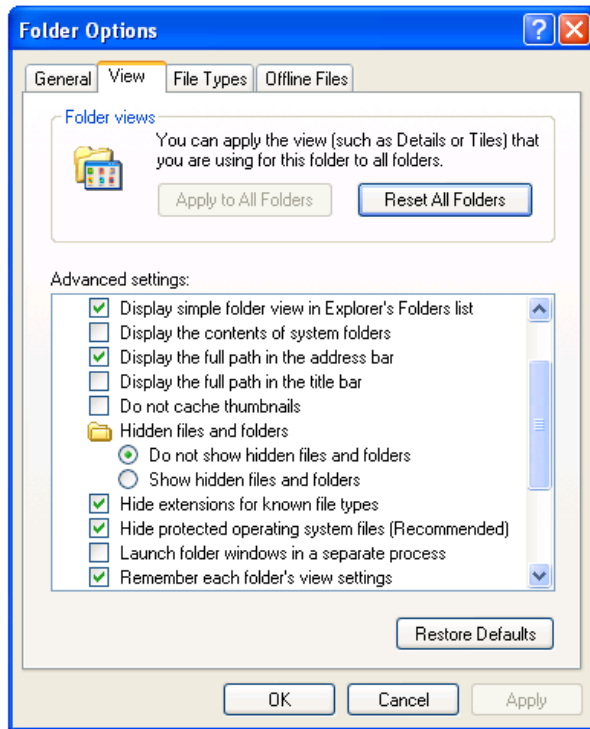 Folder Options
General View File Types Offline Files
Folder views
You can apply the view (such as Details or Tiles) that
you are using for this folder to all folders.
Apply to All Folders Reset All Folders
Advanced settings:
Display simple folder view in Explorer's Folders list
Display the contents of system folders
Display the full path in the address bar
Display the full path in the title bar
Do not cache thumbnails
Hidden files and folders
Do not show hidden files and folders
Show hidden files and folders
Hide extensions for known file types
Hide protected operating system files (Recommended)
Launch folder windows in a separate process
Remember each folder's view settings
Restore Defaults
OK Cancel Apply